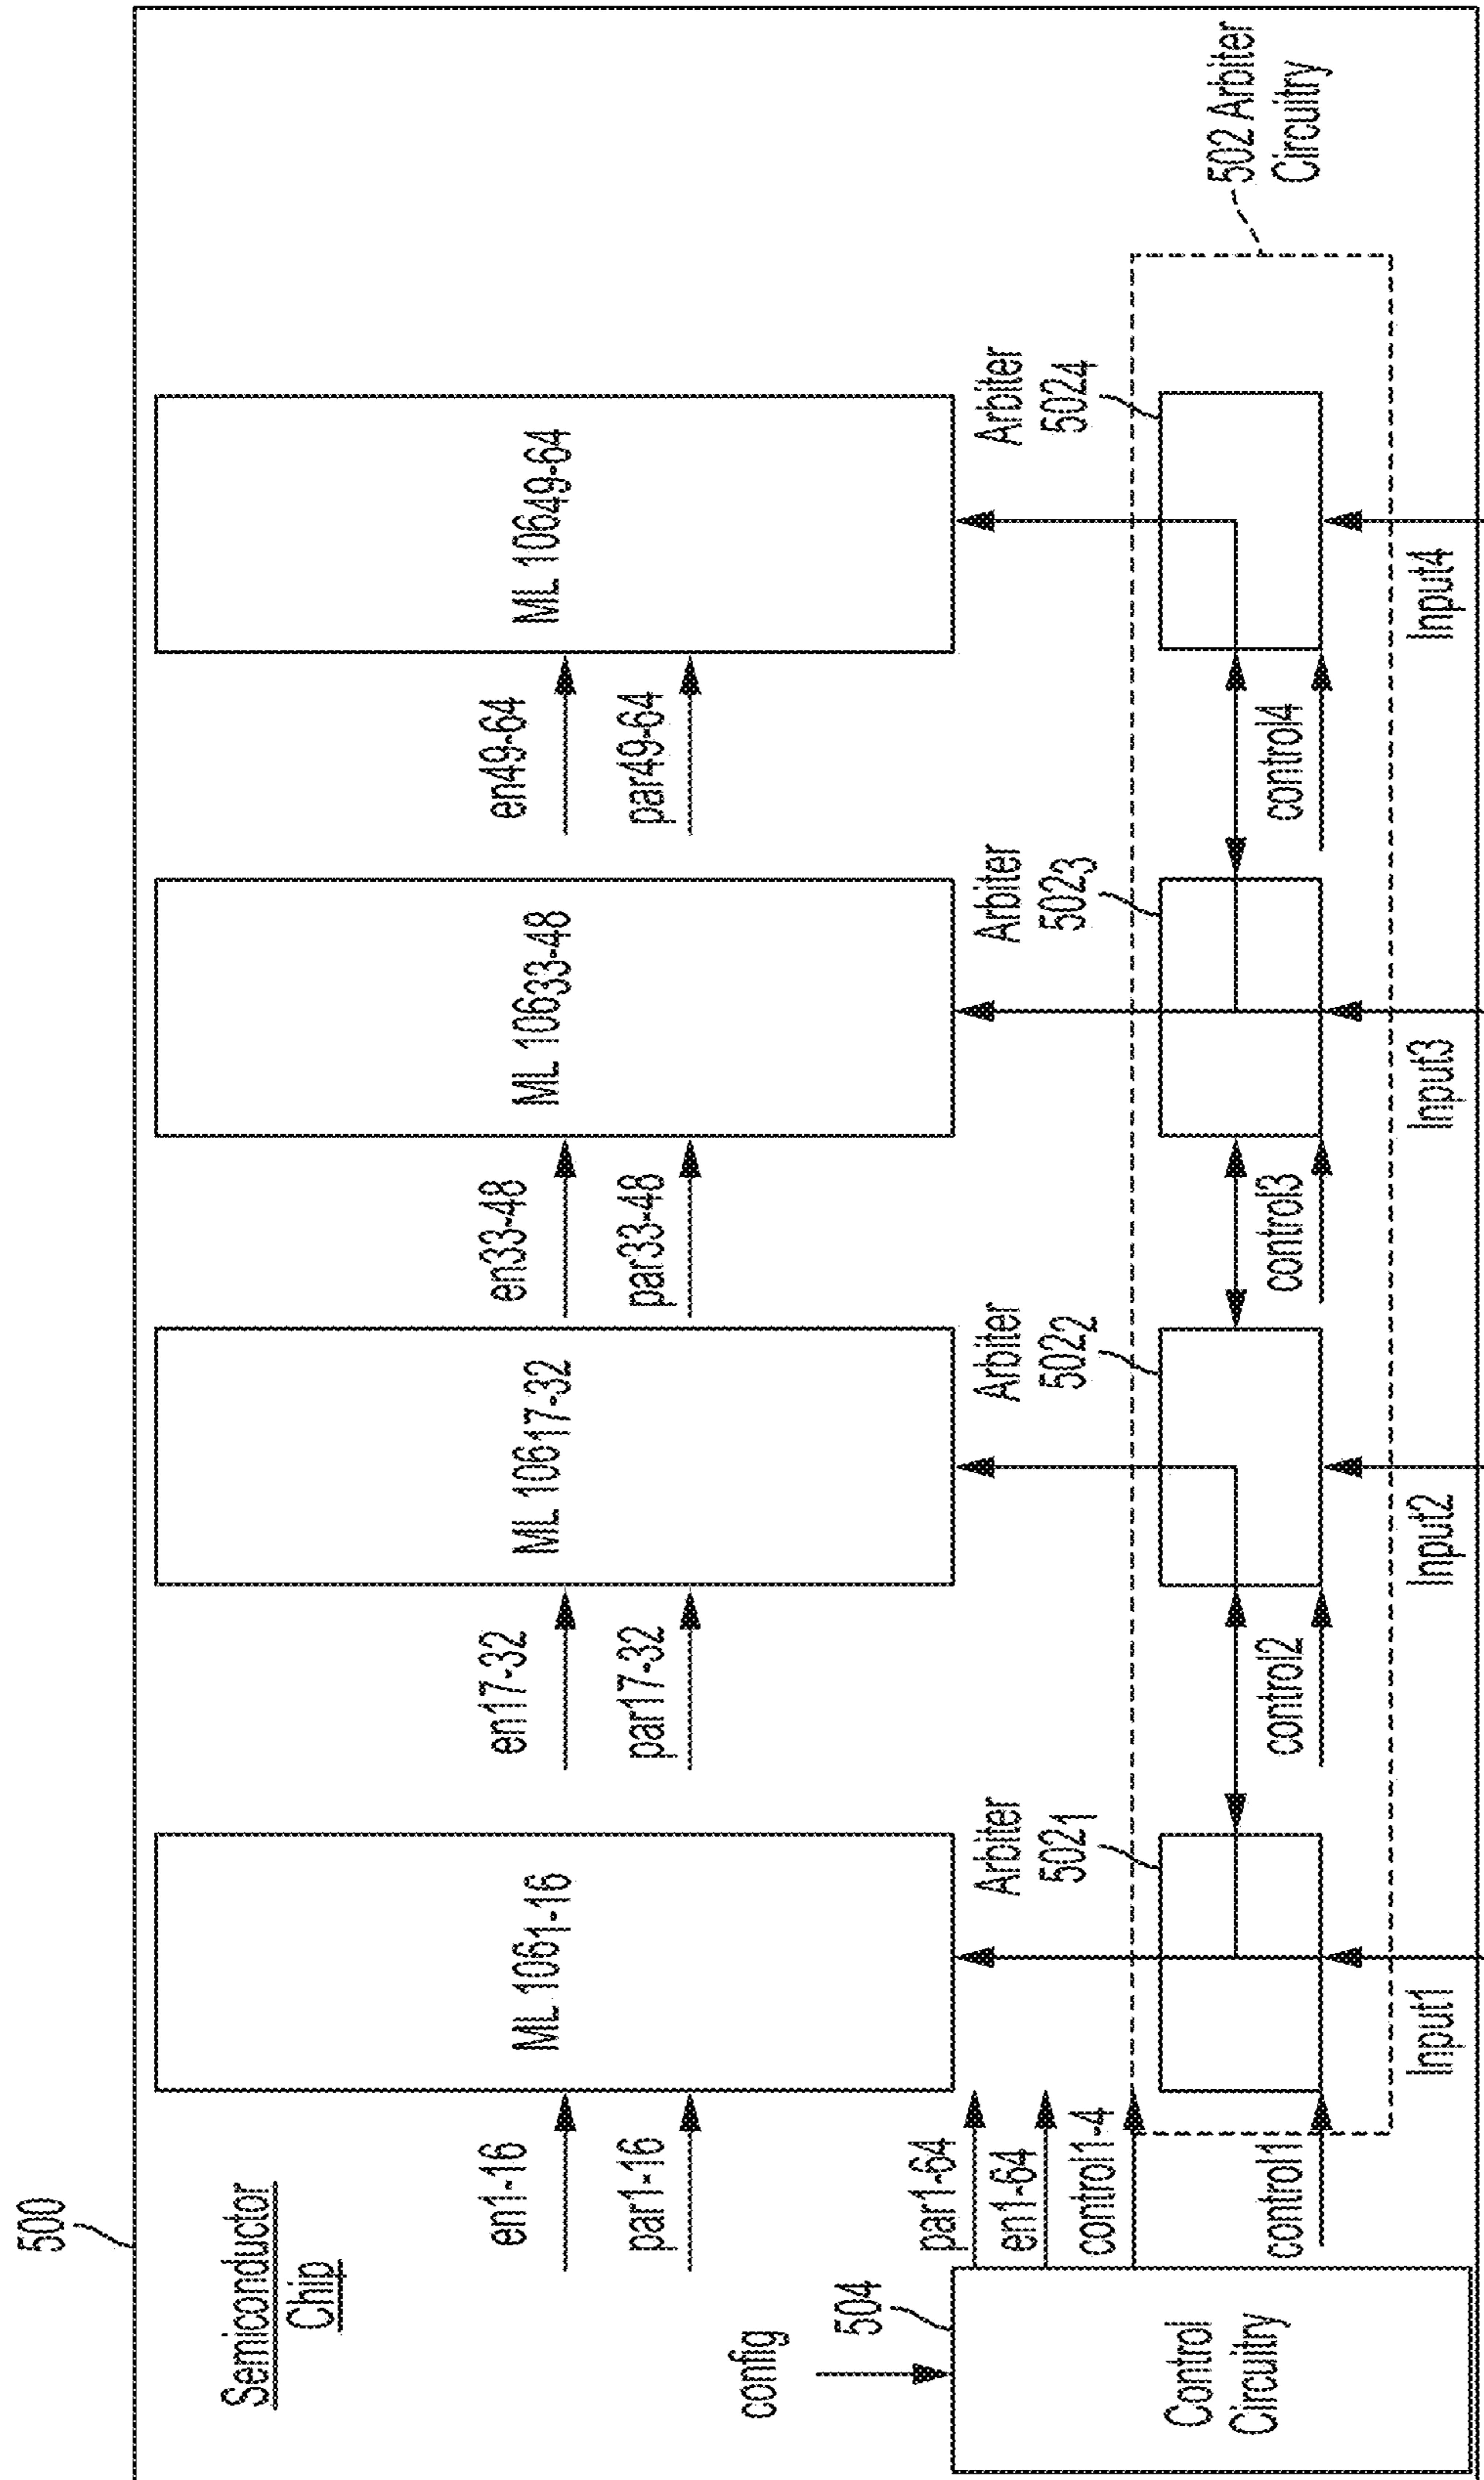 500
Semiconductor
Chip
ML 1061-16
ML 10617-32
ML 10633-48
ML 10649-64
en1-16
par1-16
en17-32
par17-32
en33-48
par33-48
en49-64
par49-64
config
504
Control
Circuitry
par1-64
en1-64
control1-4
control1
Arbiter
5021
control2
Arbiter
5022
control3
Arbiter
5023
control4
Arbiter
5024
502 Arbiter
Circuitry
Input1
Input2
Input3
Input4